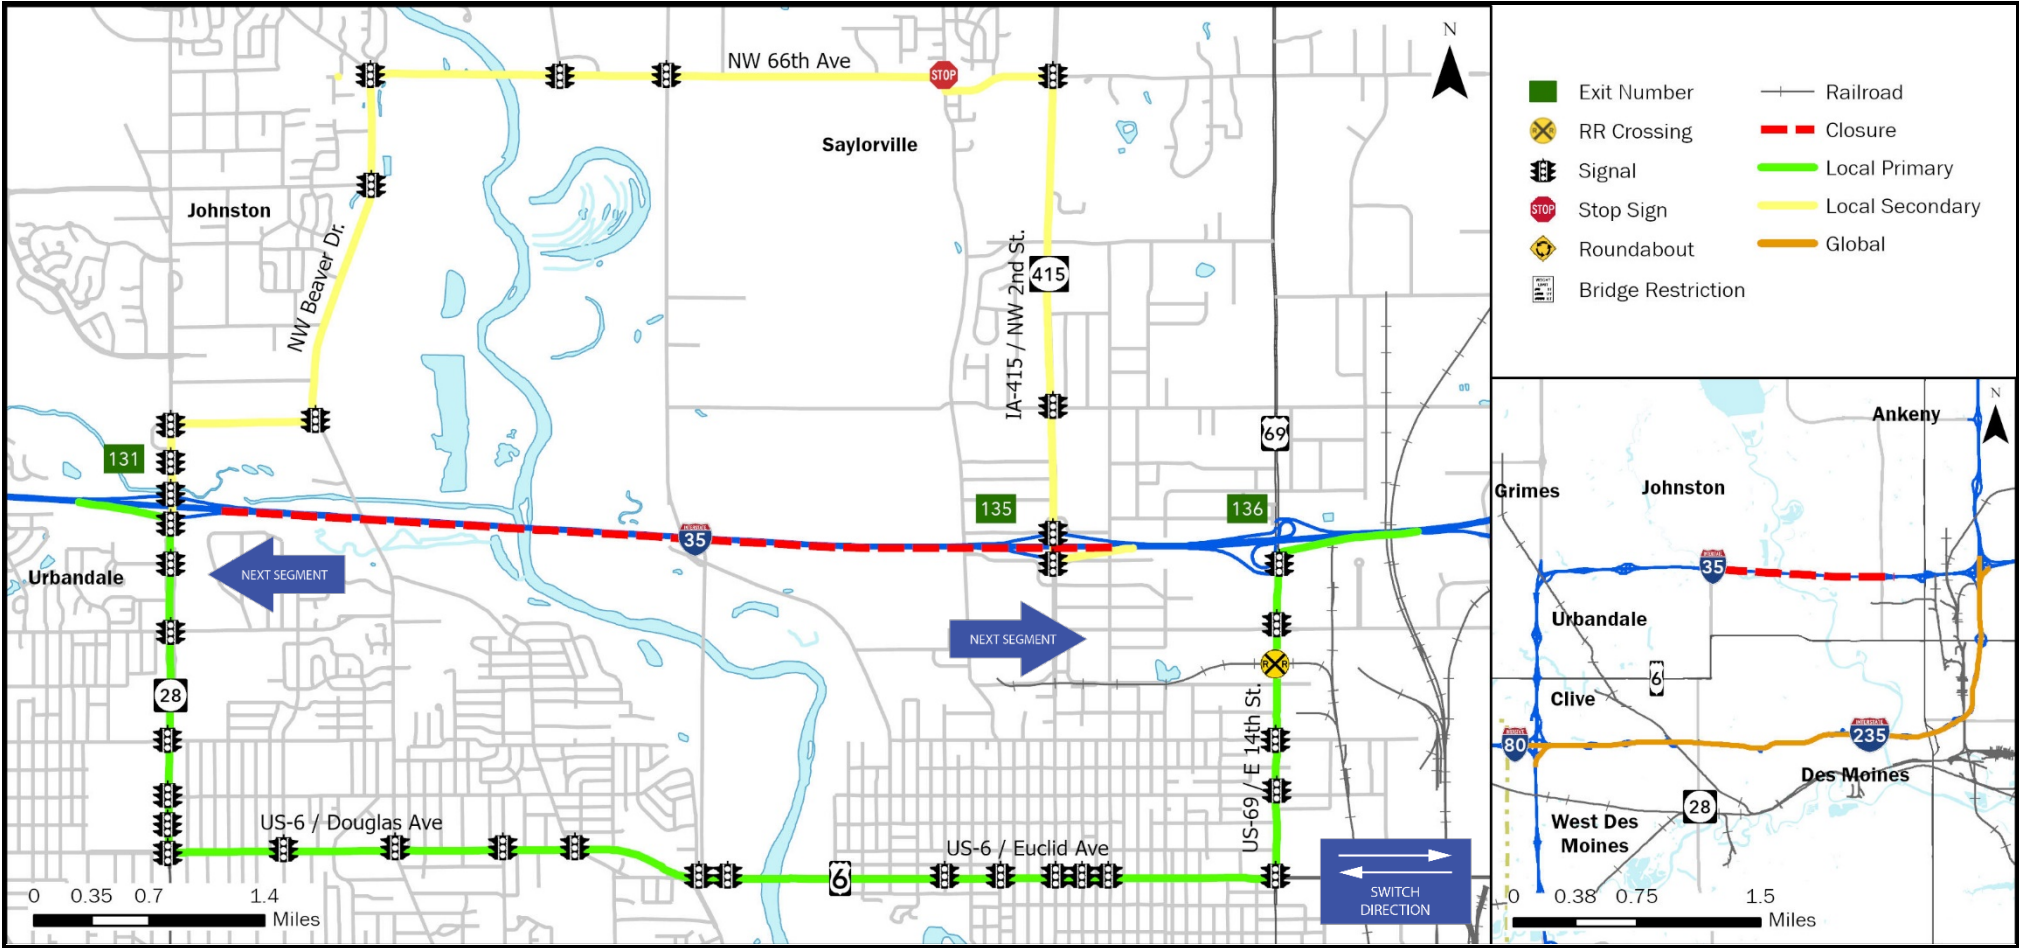 NW 66th Ave
N
STOP
Saylorville
Johnston
NW Beaver Dr.
IA-415 / NW 2nd St.
415
69
131
135
136
35
Urbandale
NEXT SEGMENT
NEXT SEGMENT
R R
28
US-69 / E 14th St.
US-6 / Douglas Ave
US-6 / Euclid Ave
6
SWITCH
DIRECTION
0 0.35 0.7 1.4
Miles
Exit Number
RR Crossing
Signal
STOP
Stop Sign
Roundabout
Bridge Restriction
Railroad
Closure
Local Primary
Local Secondary
Global
N
Ankeny
Grimes
Johnston
35
Urbandale
6
Clive
80
235
Des Moines
28
West Des
Moines
0 0.38 0.75 1.5
Miles